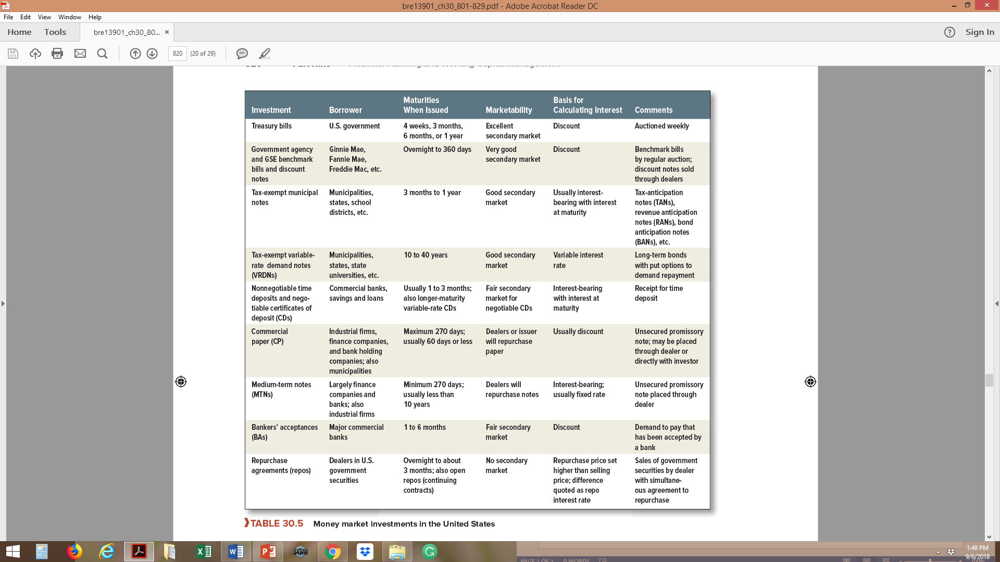 bre13901_ch30_801-829.pdf - Adobe Acrobat Reader DC
File Edit View Window Help
Home Tools bre13901_ch30_80... × Sign In
820 (20 of 29)
Investment Borrower Maturities When Issued Marketability Basis for Calculating Interest Comments
Treasury bills U.S. government 4 weeks, 3 months, Excellent Discount Auctioned weekly
6 months, or 1 year secondary market
Government agency Ginnie Mae, Overnight to 360 days Very good Discount Benchmark bills
and GSE benchmark Fannie Mae, secondary market by regular auction;
bills and discount Freddie Mac, etc. discount notes sold
notes through dealers
Tax-exempt municipal Municipalities, 3 months to 1 year Good secondary Usually interest- Tax-anticipation
notes states, school market bearing with interest notes (TANs),
districts, etc. at maturity revenue anticipation
notes (RANs), bond
anticipation notes
(BANs), etc.
Tax-exempt variable- Municipalities, 10 to 40 years Good secondary Variable interest Long-term bonds
rate demand notes states, state market rate with put options to
(VRDNs) universities, etc. demand repayment
Nonnegotiable time Commercial banks, Usually 1 to 3 months; Fair secondary Interest-bearing Receipt for time
deposits and nego- savings and loans also longer-maturity market for with interest at deposit
tiable certificates of variable-rate CDs negotiable CDs maturity
deposit (CDs)
Commercial Industrial firms, Maximum 270 days; Dealers or issuer Usually discount Unsecured promissory
paper (CP) finance companies, usually 60 days or less will repurchase note; may be placed
and bank holding paper through dealer or
companies; also directly with investor
municipalities
Medium-term notes Largely finance Minimum 270 days; Dealers will Interest-bearing; Unsecured promissory
(MTNs) companies and usually less than repurchase notes usually fixed rate note placed through
banks; also 10 years dealer
industrial firms
Bankers’ acceptances Major commercial 1 to 6 months Fair secondary Discount Demand to pay that
(BAs) banks market has been accepted by
a bank
Repurchase Dealers in U.S. Overnight to about No secondary Repurchase price set Sales of government
agreements (repos) government 3 months; also open market higher than selling securities by dealer
securities repos (continuing price; difference with simultane-
contracts) quoted as repo ous agreement to
interest rate repurchase
TABLE 30.5 Money market investments in the United States
1:48 PM
9/6/2018